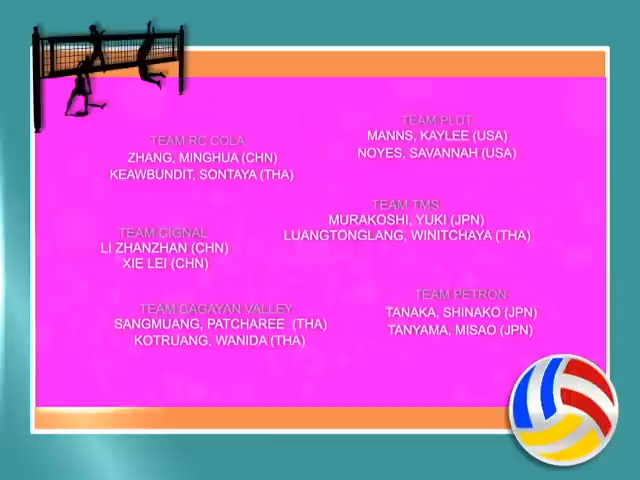 TEAM RC COLA
ZHANG, MINGHUA (CHN)
KEAWBUNDIT, SONTAYA (THA)
TEAM CIGNAL
LI ZHANZHAN (CHN)
XIE LEI (CHN)
TEAM CAGAYAN VALLEY
SANGMUANG, PATCHAREE (THA)
KOTRUANG, WANIDA (THA)
TEAM PLDT
MANNS, KAYLEE (USA)
NOYES, SAVANNAH (USA)
TEAM TMS
MURAKOSHI, YUKI (JPN)
LUANGTONGLANG, WINITCHAYA (THA)
TEAM PETRON
TANAKA, SHINAKO (JPN)
TANYAMA, MISAO (JPN)